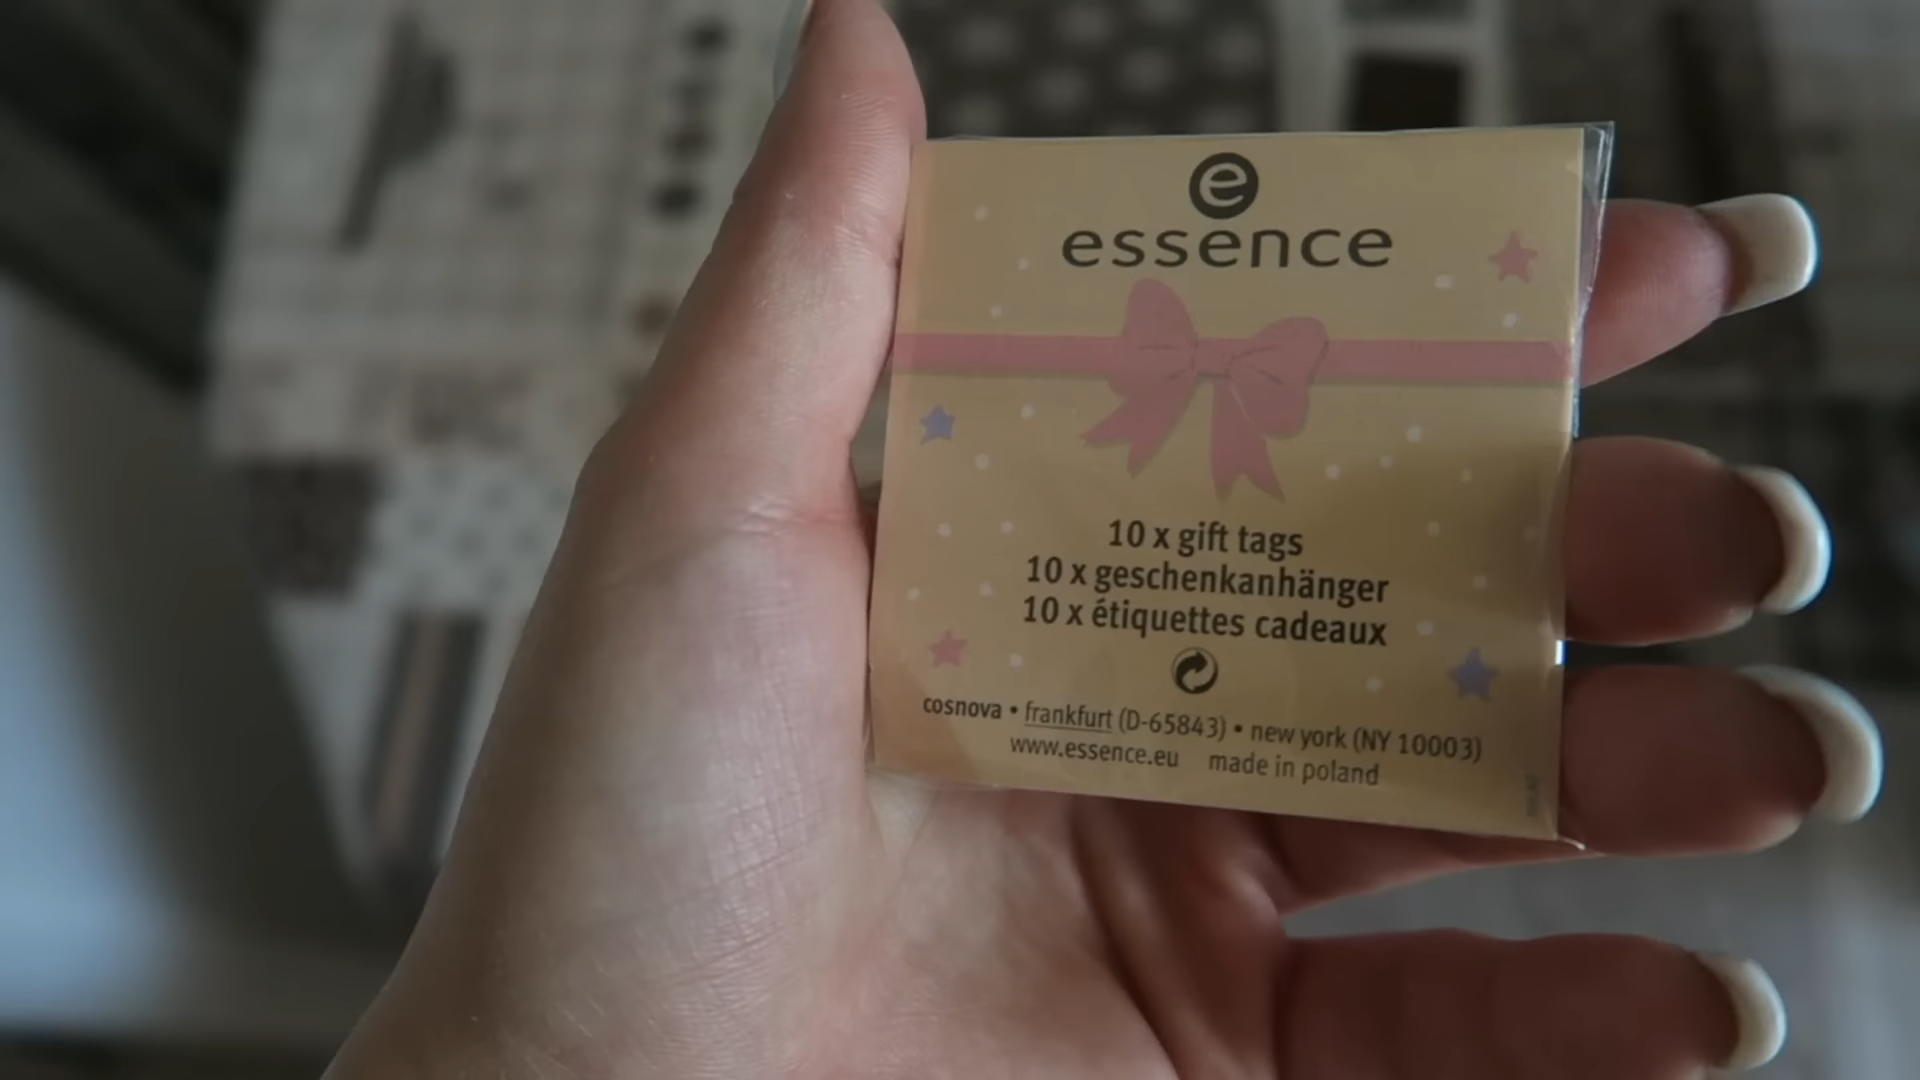 e
essence
10 x gift tags
10 x geschenkanhänger
10 x étiquettes cadeaux
cosnova • frankfurt (D-65843) • new york (NY 10003)
www.essence.eu made in poland